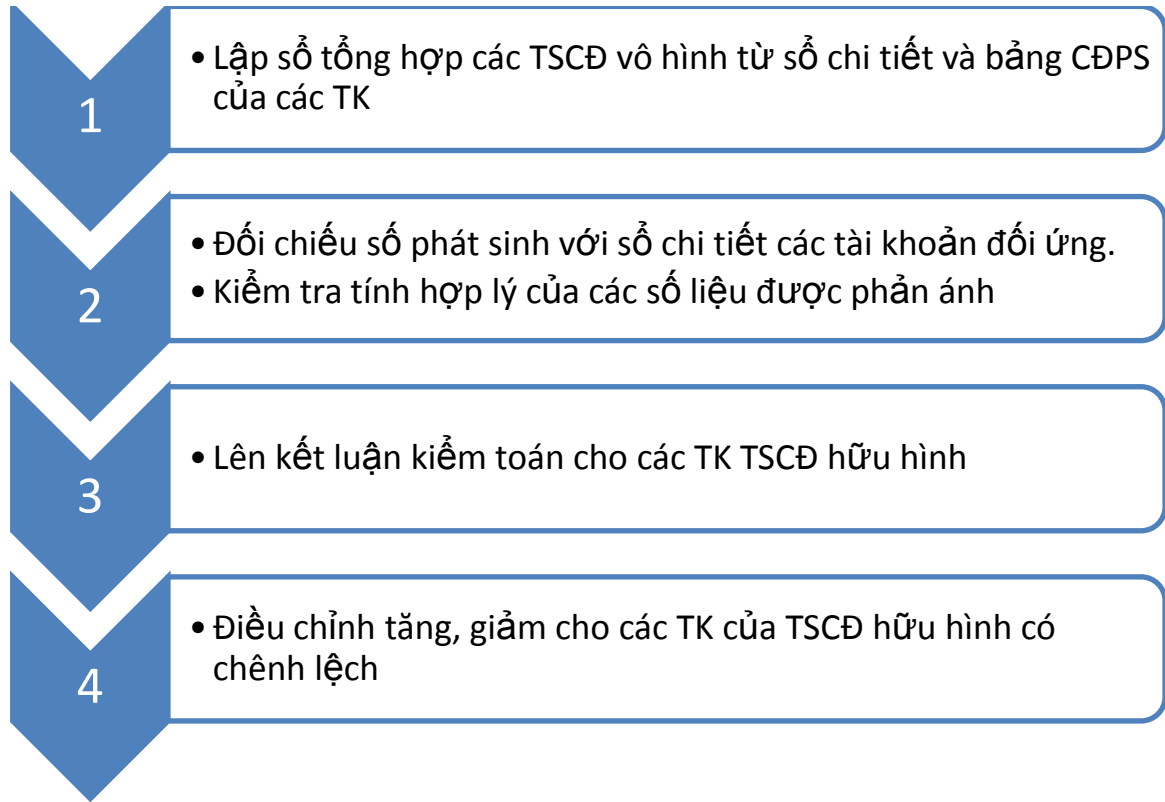 1
• Lập sổ tổng hợp các TSCĐ vô hình từ sổ chi tiết và bảng CĐPS
của các TK
2
• Đối chiếu số phát sinh với sổ chi tiết các tài khoản đối ứng.
• Kiểm tra tính hợp lý của các số liệu được phản ánh
3
• Lên kết luận kiểm toán cho các TK TSCĐ hữu hình
4
• Điều chỉnh tăng, giảm cho các TK của TSCĐ hữu hình có
chênh lệch